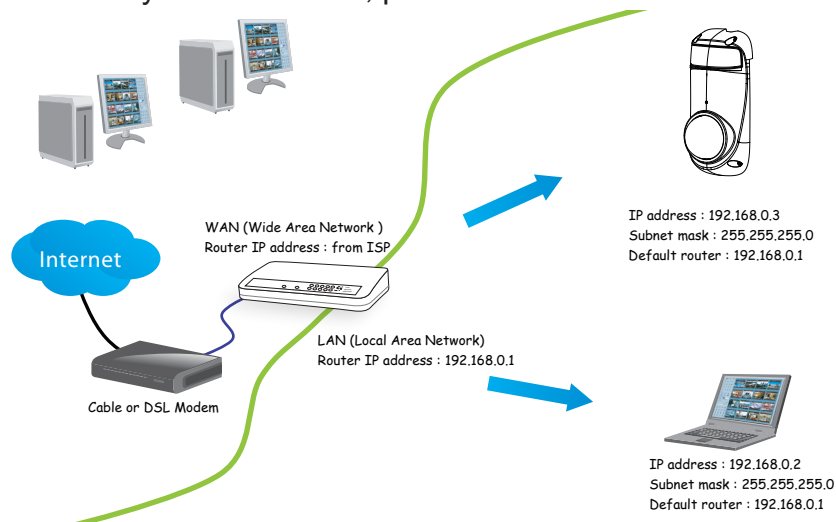 IP address : 192.168.0.3
Subnet mask : 255.255.255.0
Default router : 192.168.0.1
WAN (Wide Area Network )
Router IP address : from ISP
Internet
LAN (Local Area Network)
Router IP address : 192.168.0.1
Cable or DSL Modem
IP address : 192.168.0.2
Subnet mask : 255.255.255.0
Default router : 192.168.0.1